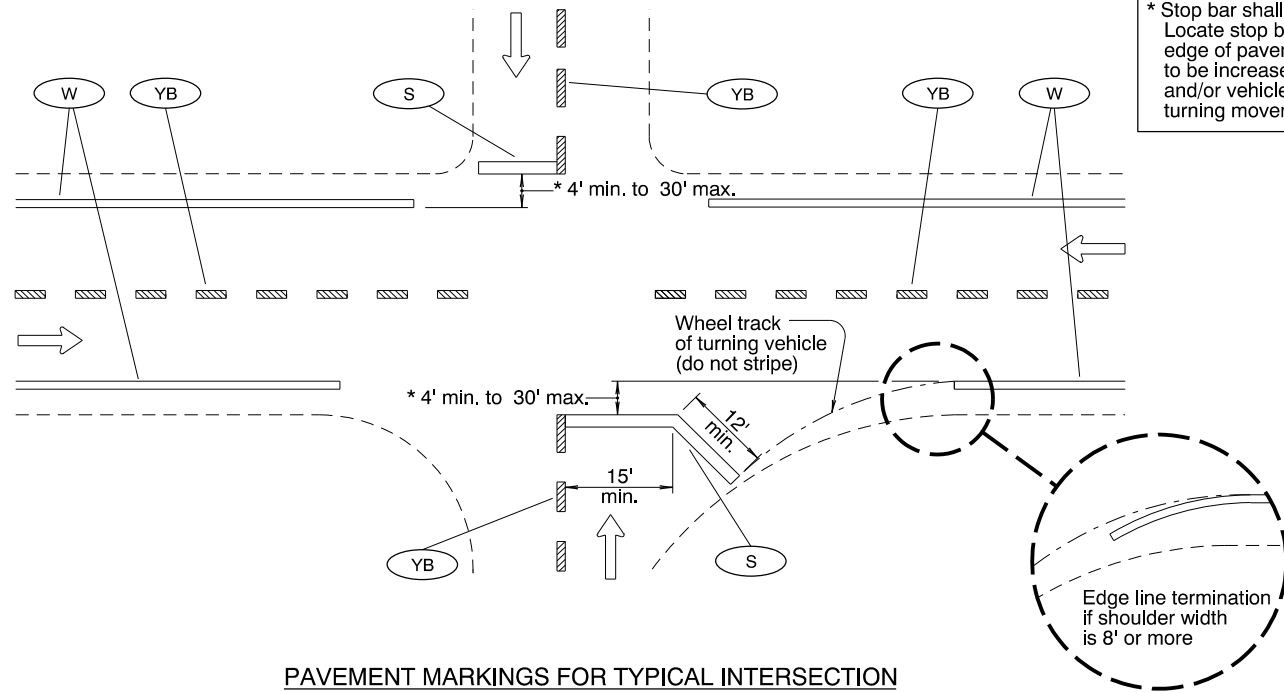 * Stop bar shall
Locate stop b
edge of paver
to be increase
and/or vehicle
turning mover
W
YB
S
YB
YB
W
* 4' min. to 30' max.
Wheel track
of turning vehicle
(do not stripe)
* 4' min. to 30' max.
12'
min.
15'
min.
YB
S
Edge line termination
if shoulder width
is 8' or more
PAVEMENT MARKINGS FOR TYPICAL INTERSECTION